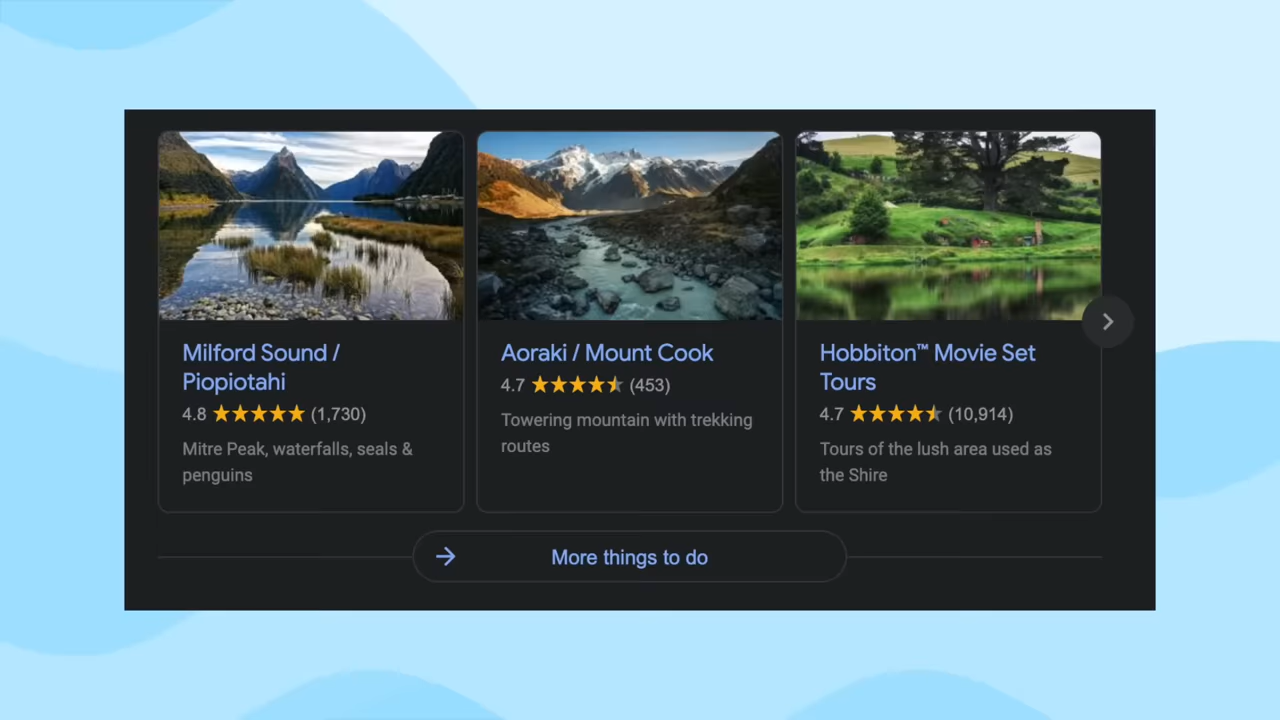 Milford Sound /
Piopiotahi
4.8 ★★★★★ (1,730)
Mitre Peak, waterfalls, seals &
penguins
Aoraki / Mount Cook
4.7 (453)
Towering mountain with trekking
routes
Hobbiton™ Movie Set
Tours
4.7 (10,914)
Tours of the lush area used as
the Shire
More things to do